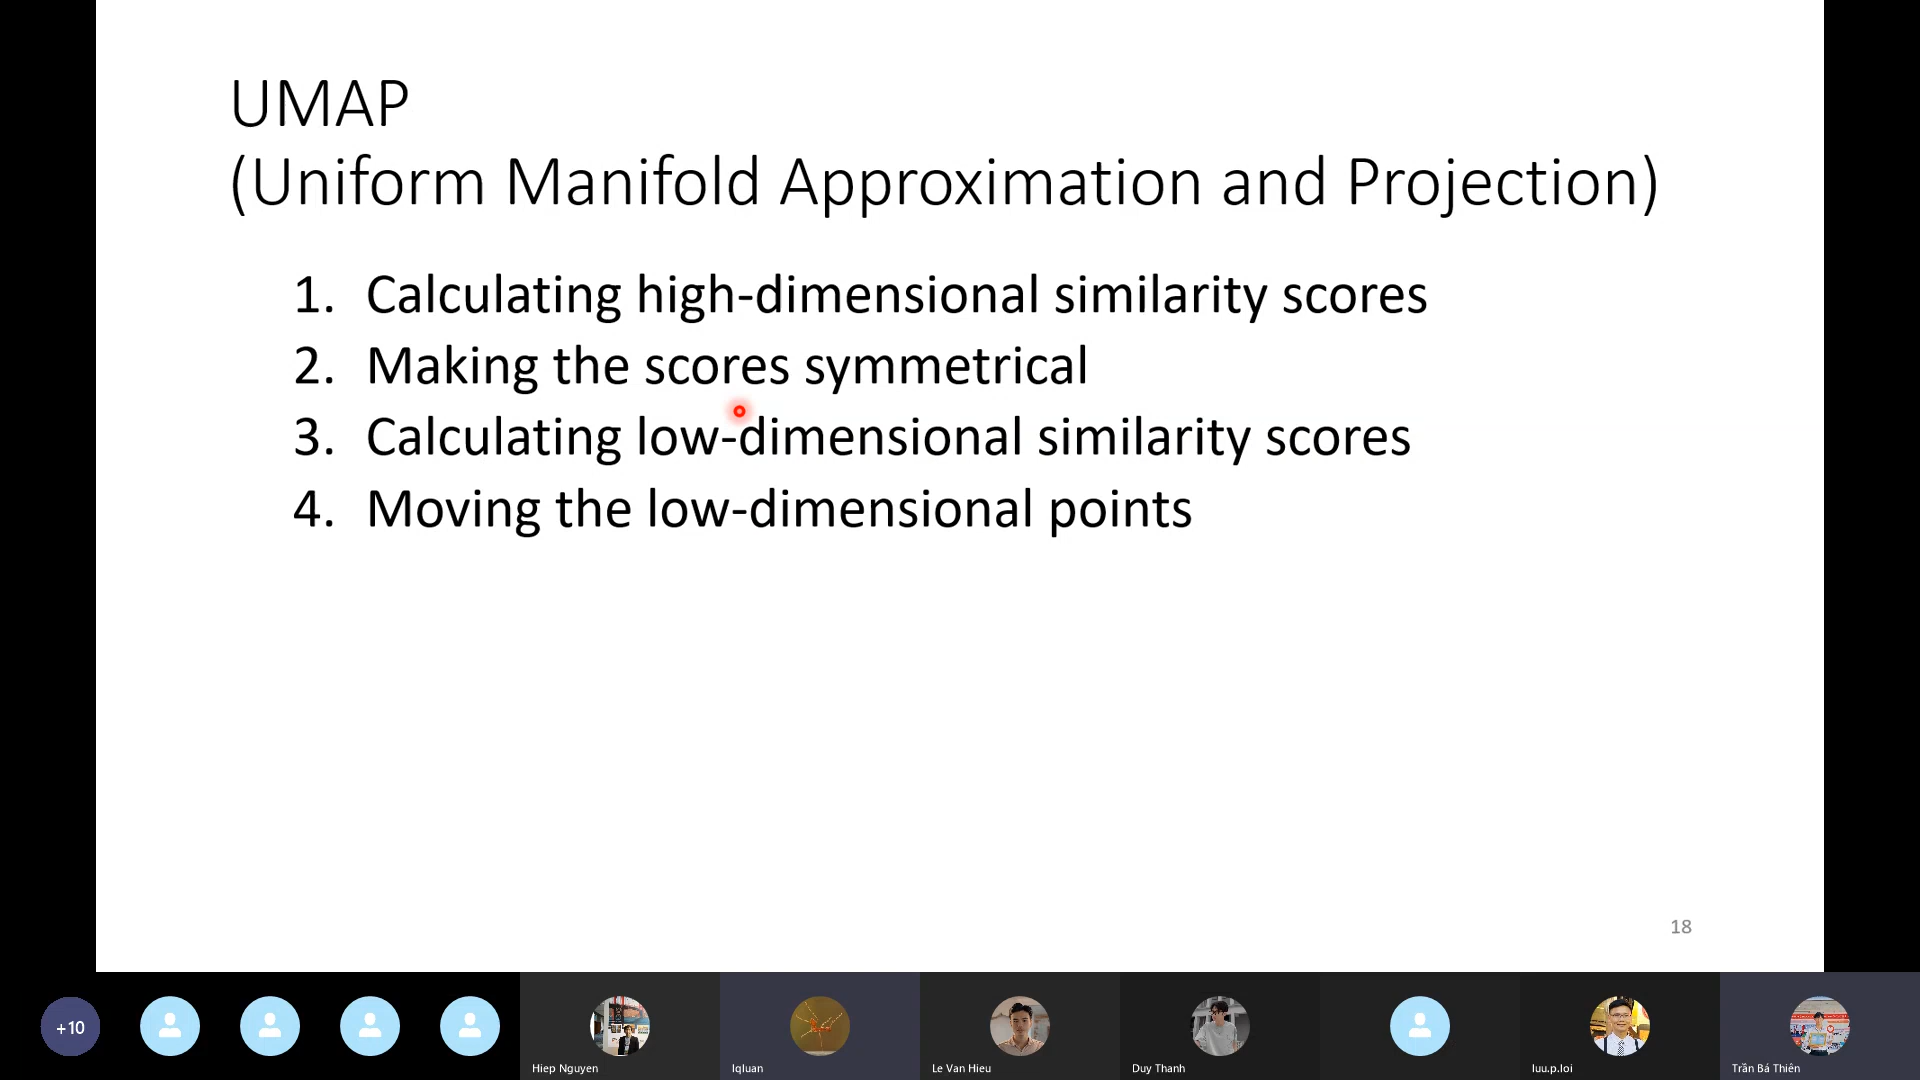 UMAP
(Uniform Manifold Approximation and Projection)
1. Calculating high-dimensional similarity scores
2. Making the scores symmetrical
3. Calculating low-dimensional similarity scores
4. Moving the low-dimensional points
18
+10
Hiep Nguyen
lqluan
Le Van Hieu
Duy Thanh
luu.p.loi
Trần Bá Thiên